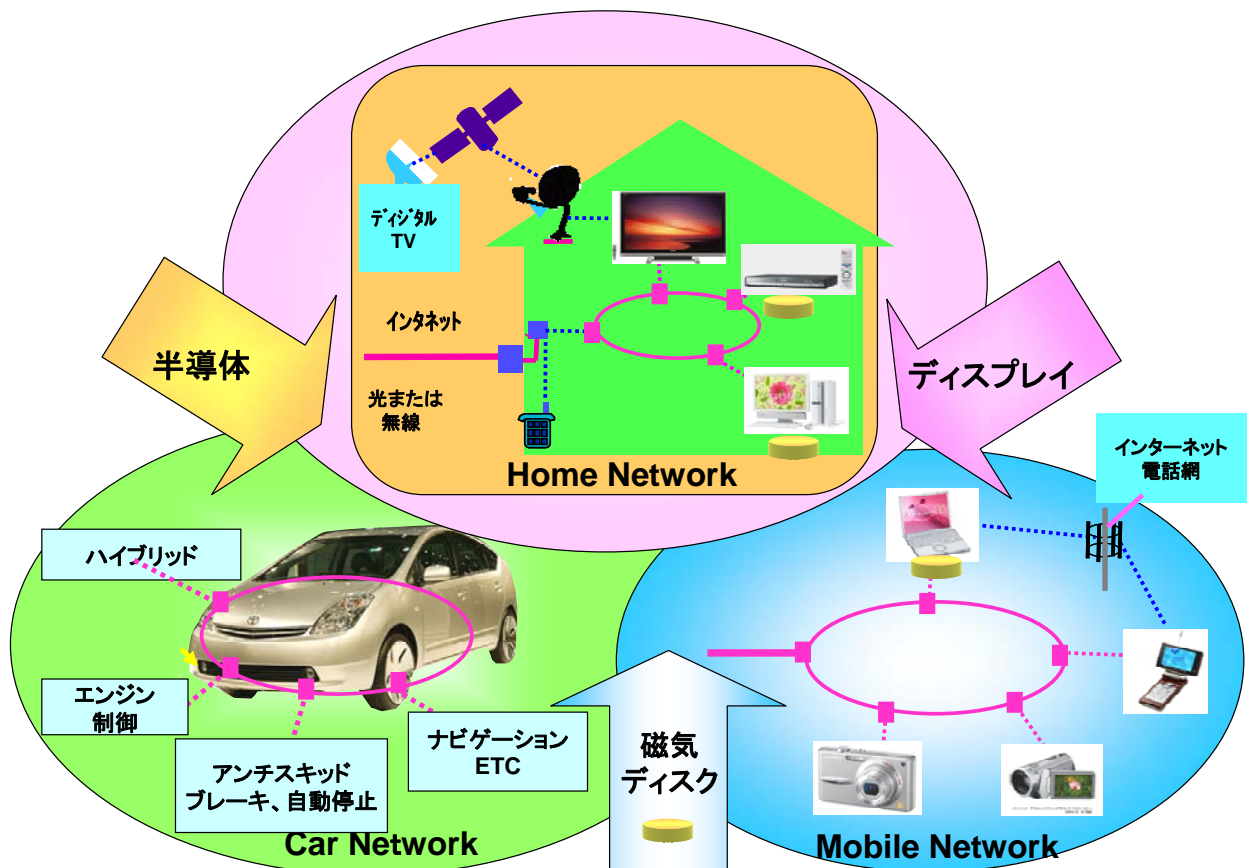 ディジタル
TV
インタネット
光または
無線
Home Network
半導体
ディスプレイ
インターネット
電話網
ハイブリッド
エンジン
制御
アンチスキッド
ブレーキ、自動停止
ナビゲーション
ETC
Car Network
磁気
ディスク
Mobile Network